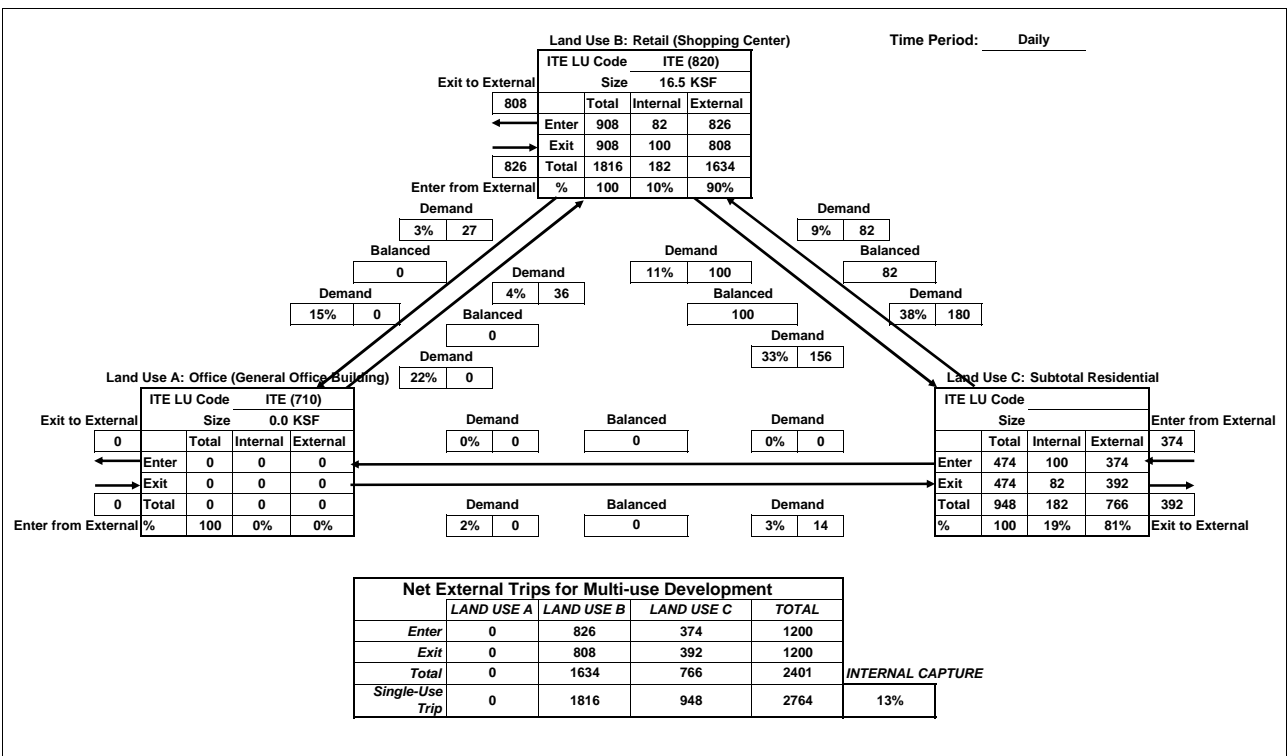 Land Use B: Retail (Shopping Center)
Time Period: Daily
ITE LU Code ITE (820)
Exit to External Size 16.5 KSF
808 Total Internal External
Enter 908 82 826
Exit 908 100 808
826 Total 1816 182 1634
Enter from External % 100 10% 90%
Demand Demand
3% 27 9% 82
Balanced Demand Balanced
0 11% 100 82
Demand
4% 36
Demand Balanced Demand
15% 0 100 38% 180
Balanced
0
Demand
33% 156
Demand
22% 0
Land Use A: Office (General Office Building)
ITE LU Code ITE (710)
Exit to External Size 0.0 KSF
0 Total Internal External
Enter 0 0 0
Exit 0 0 0
0 Total 0 0 0
Enter from External % 100 0% 0%
Demand Balanced Demand
0% 0 0 0% 0
Demand Balanced Demand
2% 0 0 3% 14
Land Use C: Subtotal Residential
ITE LU Code
Size Enter from External
Total Internal External 374
Enter 474 100 374
Exit 474 82 392
Total 948 182 766 392
% 100 19% 81% Exit to External
Net External Trips for Multi-use Development
LAND USE A LAND USE B LAND USE C TOTAL
Enter 0 826 374 1200
Exit 0 808 392 1200
Total 0 1634 766 2401 INTERNAL CAPTURE
Single-Use
Trip 0 1816 948 2764 13%